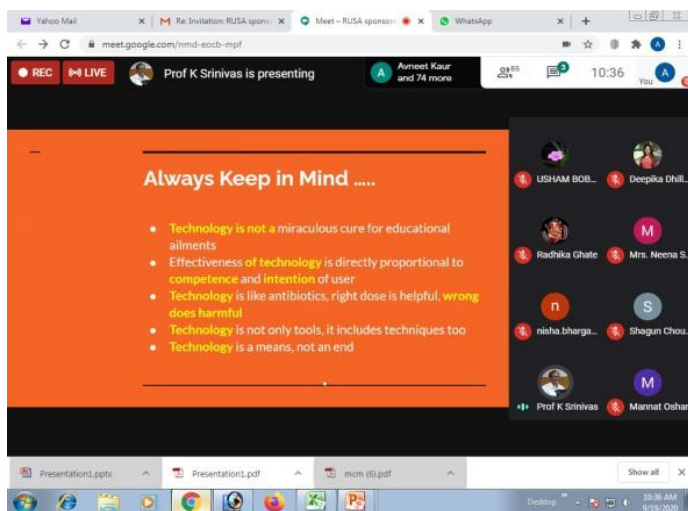 Yahoo Mail
Re: Invitation: RUSA spons
Meet – RUSA sponsor
WhatsApp
meet.google.com/nmd-eocb-mpf
REC
LIVE
Prof K Srinivas is presenting
A
Avneet Kaur
and 74 more
86
3
10:36
A
You
Always Keep in Mind .....
Technology is not a miraculous cure for educational
ailments
Effectiveness of technology is directly proportional to
competence and intention of user
Technology is like antibiotics, right dose is helpful, wrong
does harmful
Technology is not only tools, it includes techniques too
Technology is a means, not an end
USHAM BOB...
Deepika Dhill...
Radhika Ghate
M
Mrs. Neena S.
n
nisha.bharga...
S
Shagun Chou..
Prof K Srinivas
M
Mannat Oshar
Presentation1.pptx
Presentation1.pdf
mcm (6).pdf
Show all
Desktop
10:36 AM
9/19/2020